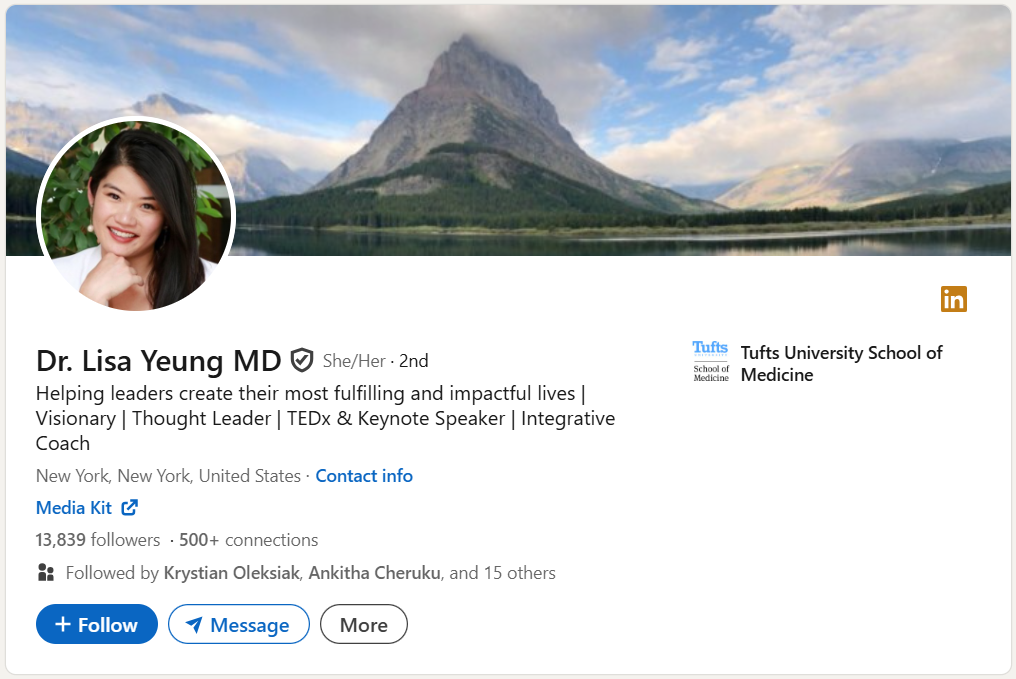 in
Dr. Lisa Yeung MD She/Her · 2nd
Helping leaders create their most fulfilling and impactful lives |
Visionary | Thought Leader | TEDx & Keynote Speaker | Integrative
Coach
New York, New York, United States · Contact info
Media Kit
13,839 followers · 500+ connections
Followed by Krystian Oleksiak, Ankitha Cheruku, and 15 others
+ Follow
Message
More
Tufts
UNIVERSITY
School of
Medicine
Tufts University School of
Medicine